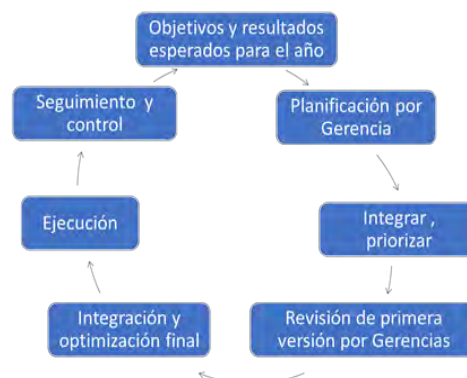 Objetivos y resultados
esperados para el año
Planificación por
Gerencia
Integrar ,
priorizar
Revisión de primera
versión por Gerencias
Integración y
optimización final
Ejecución
Seguimiento y
control